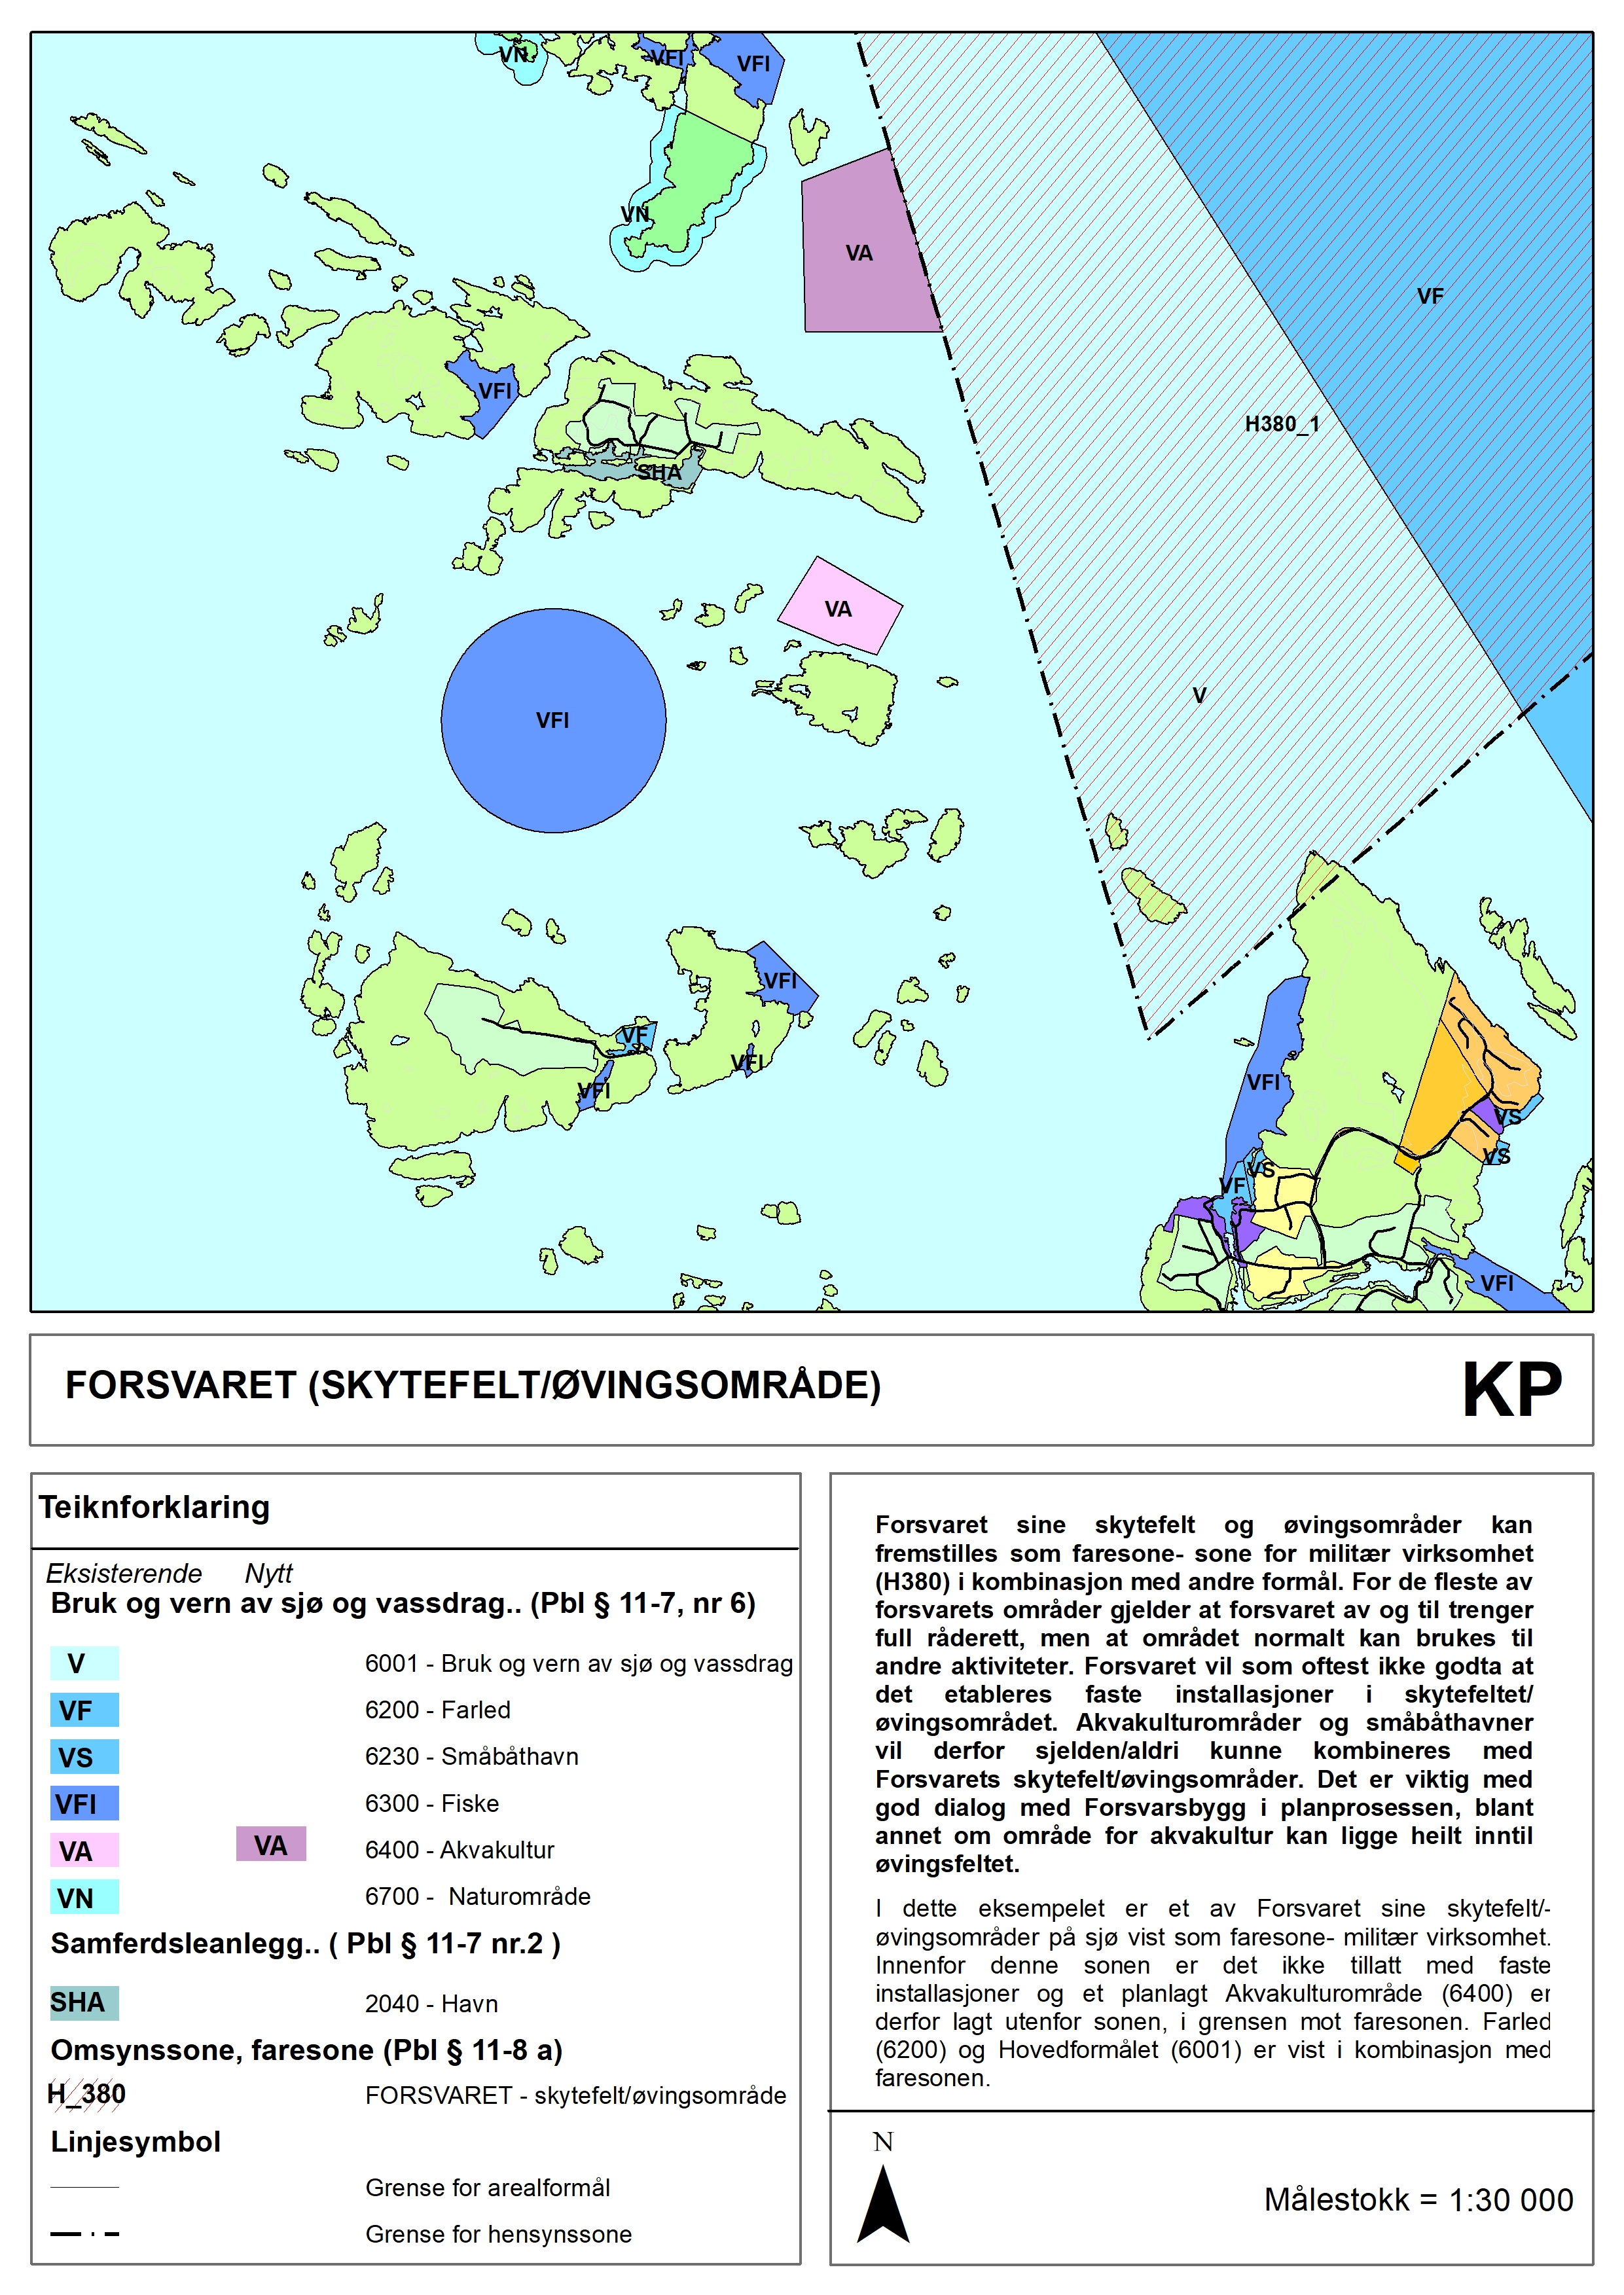 VN
VFI
VFI
VN
VA
VF
VFI
H380_1
SHA
VA
V
VFI
VFI
VF
VFI
VFI
VFI
VS
VS
VS
VF
VFI
FORSVARET (SKYTEFELT/ØVINGSOMRÅDE)
KP
Teiknforklaring
Eksisterende Nytt
Bruk og vern av sjø og vassdrag.. (Pbl § 11-7, nr 6)
V 6001 - Bruk og vern av sjø og vassdrag
VF 6200 - Farled
VS 6230 - Småbåthavn
VFI 6300 - Fiske
VA VA 6400 - Akvakultur
VN 6700 - Naturområde
Samferdsleanlegg.. ( Pbl § 11-7 nr.2 )
SHA 2040 - Havn
Omsynssone, faresone (Pbl § 11-8 a)
H_380 FORSVARET - skytefelt/øvingsområde
Linjesymbol
Grense for arealformål
Grense for hensynssone
Forsvaret sine skytefelt og øvingsområder kan
fremstilles som faresone- sone for militær virksomhet
(H380) i kombinasjon med andre formål. For de fleste av
forsvarets områder gjelder at forsvaret av og til trenger
full råderett, men at området normalt kan brukes til
andre aktiviteter. Forsvaret vil som oftest ikke godta at
det etableres faste installasjoner i skytefeltet/
øvingsområdet. Akvakulturområder og småbåthavner
vil derfor sjelden/aldri kunne kombineres med
Forsvarets skytefelt/øvingsområder. Det er viktig med
god dialog med Forsvarsbygg i planprosessen, blant
annet om område for akvakultur kan ligge heilt inntil
øvingsfeltet.
I dette eksempelet er et av Forsvaret sine skytefelt/-
øvingsområder på sjø vist som faresone- militær virksomhet.
Innenfor denne sonen er det ikke tillatt med faste
installasjoner og et planlagt Akvakulturområde (6400) er
derfor lagt utenfor sonen, i grensen mot faresonen. Farled
(6200) og Hovedformålet (6001) er vist i kombinasjon med
faresonen.
N
Målestokk = 1:30 000